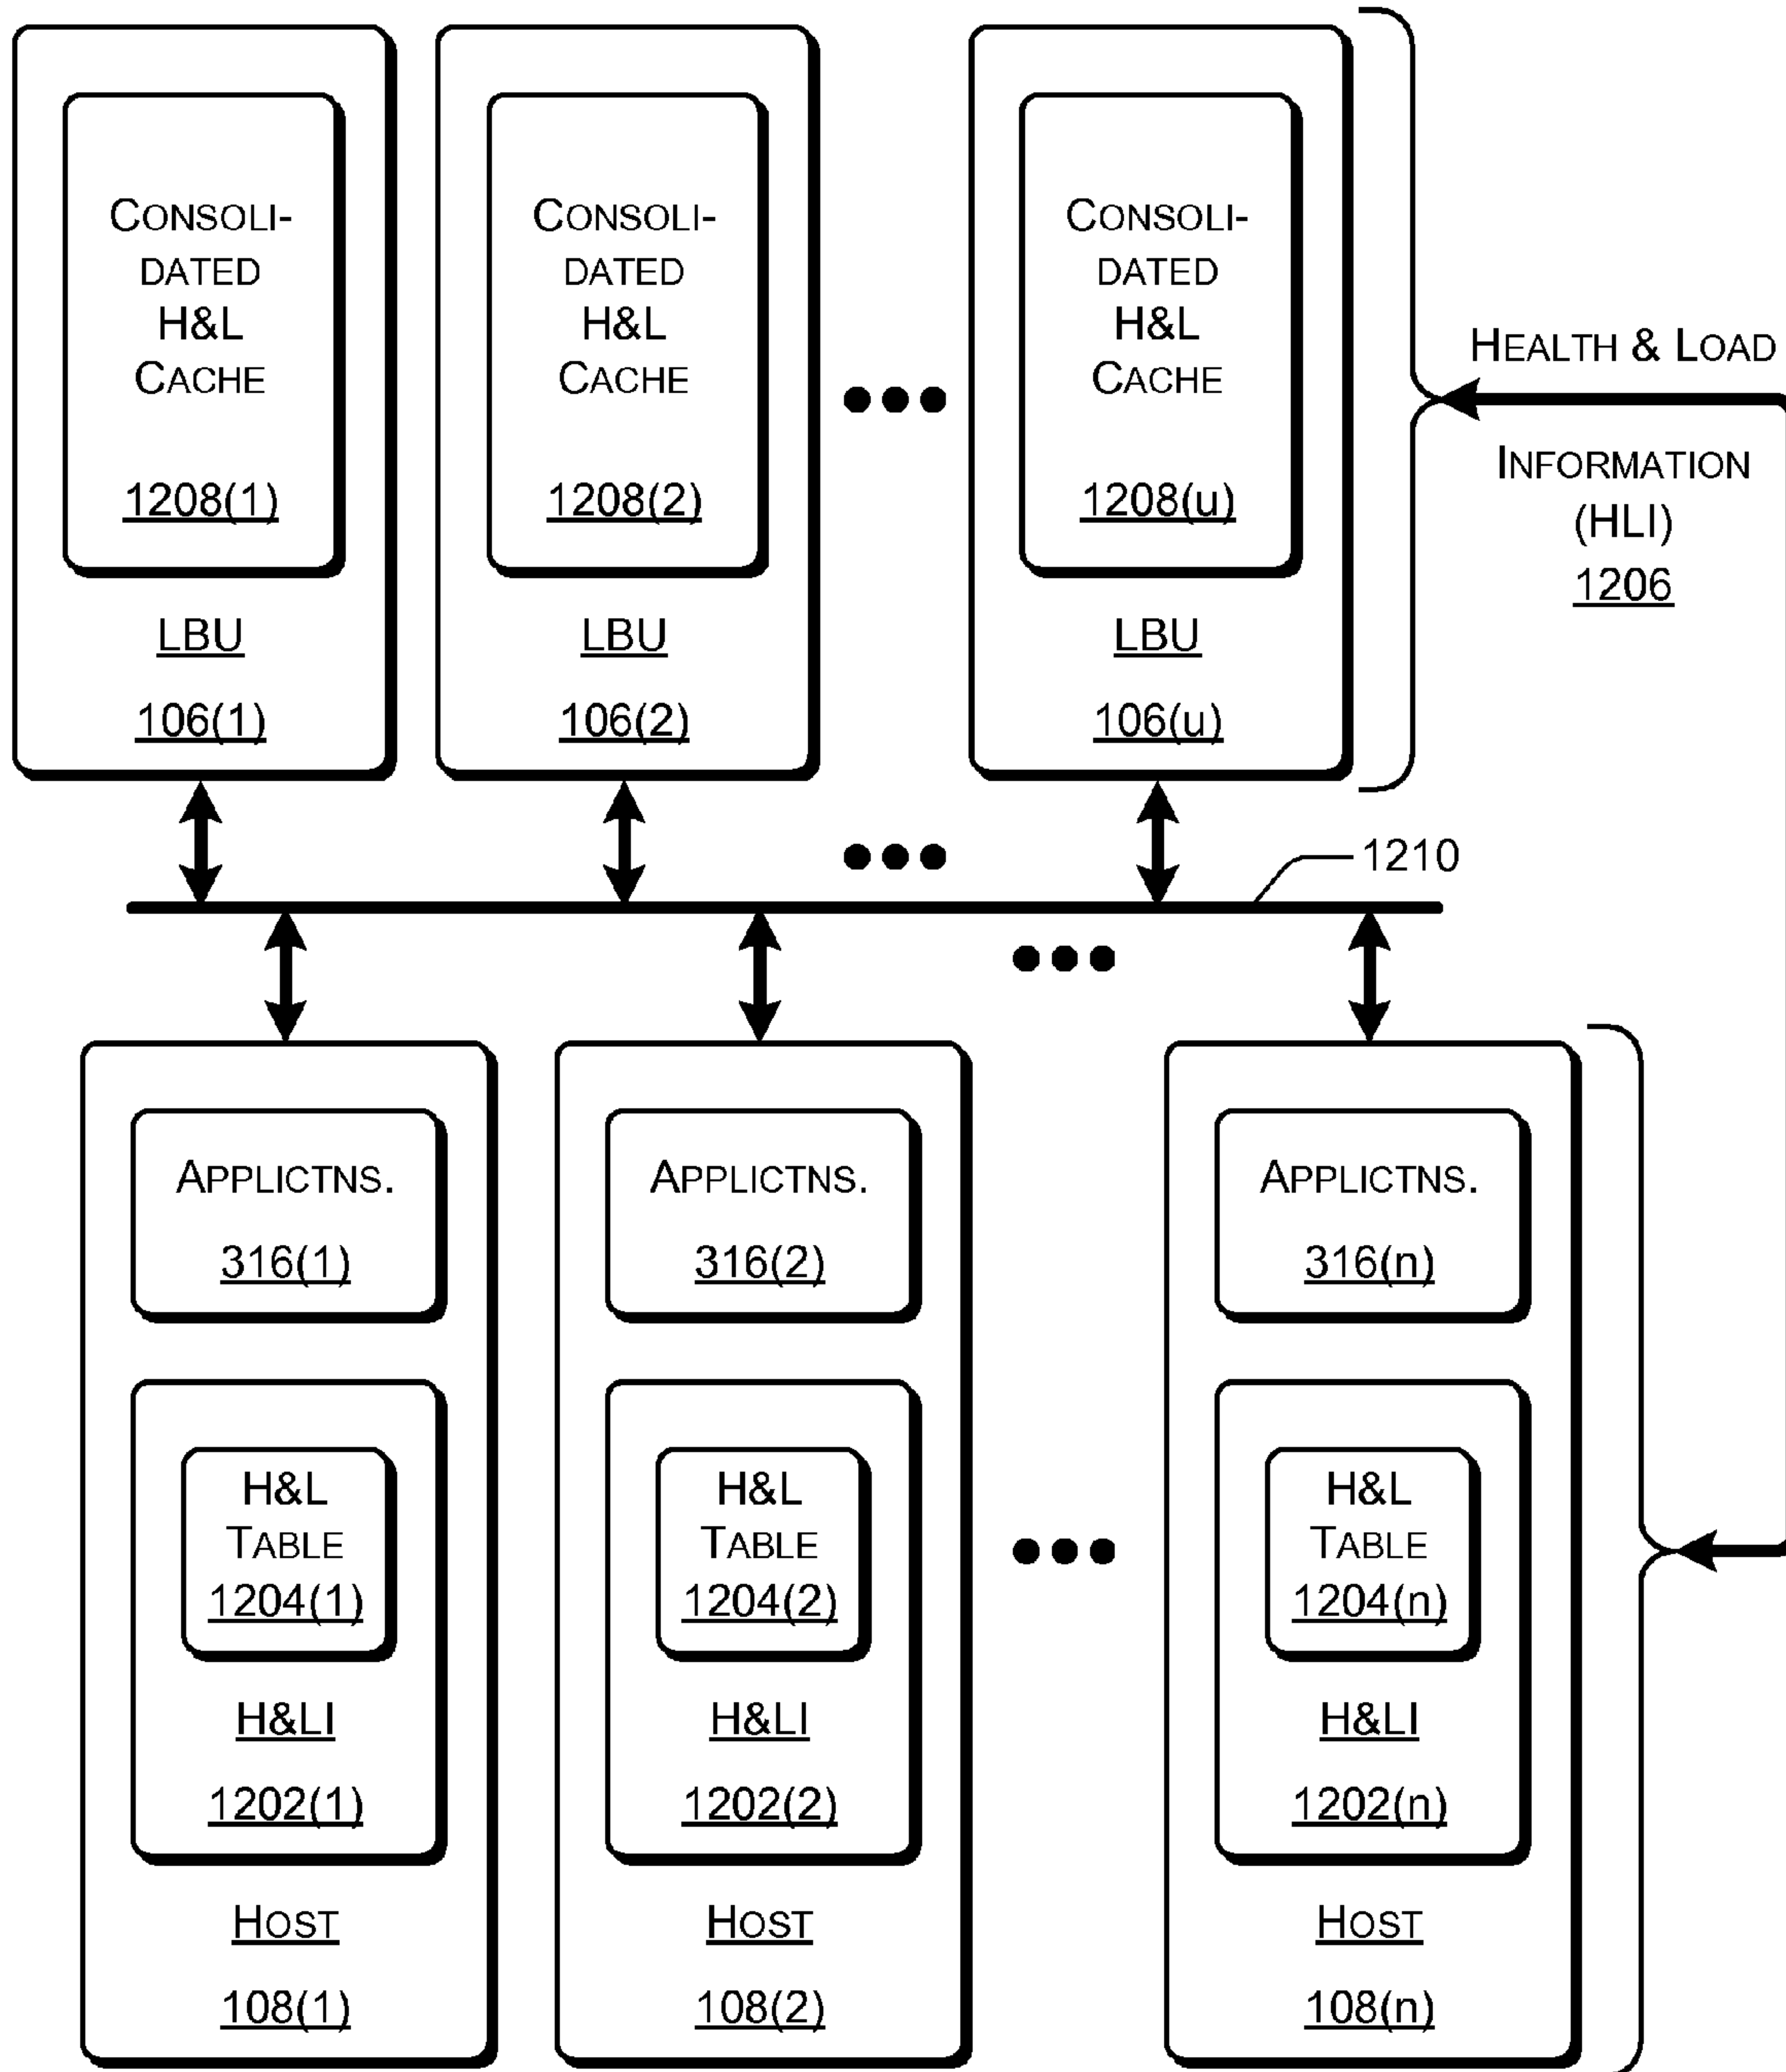 CONSOLI-
DATED
H&L
CACHE
1208(1)
LBU
106(1)
CONSOLI-
DATED
H&L
CACHE
1208(2)
LBU
106(2)
CONSOLI-
DATED
H&L
CACHE
1208(u)
LBU
106(u)
HEALTH & LOAD
INFORMATION
(HLI)
1206
1210
APPLICTNS.
316(1)
H&L
TABLE
1204(1)
H&LI
1202(1)
HOST
108(1)
APPLICTNS.
316(2)
H&L
TABLE
1204(2)
H&LI
1202(2)
HOST
108(2)
APPLICTNS.
316(n)
H&L
TABLE
1204(n)
H&LI
1202(n)
HOST
108(n)